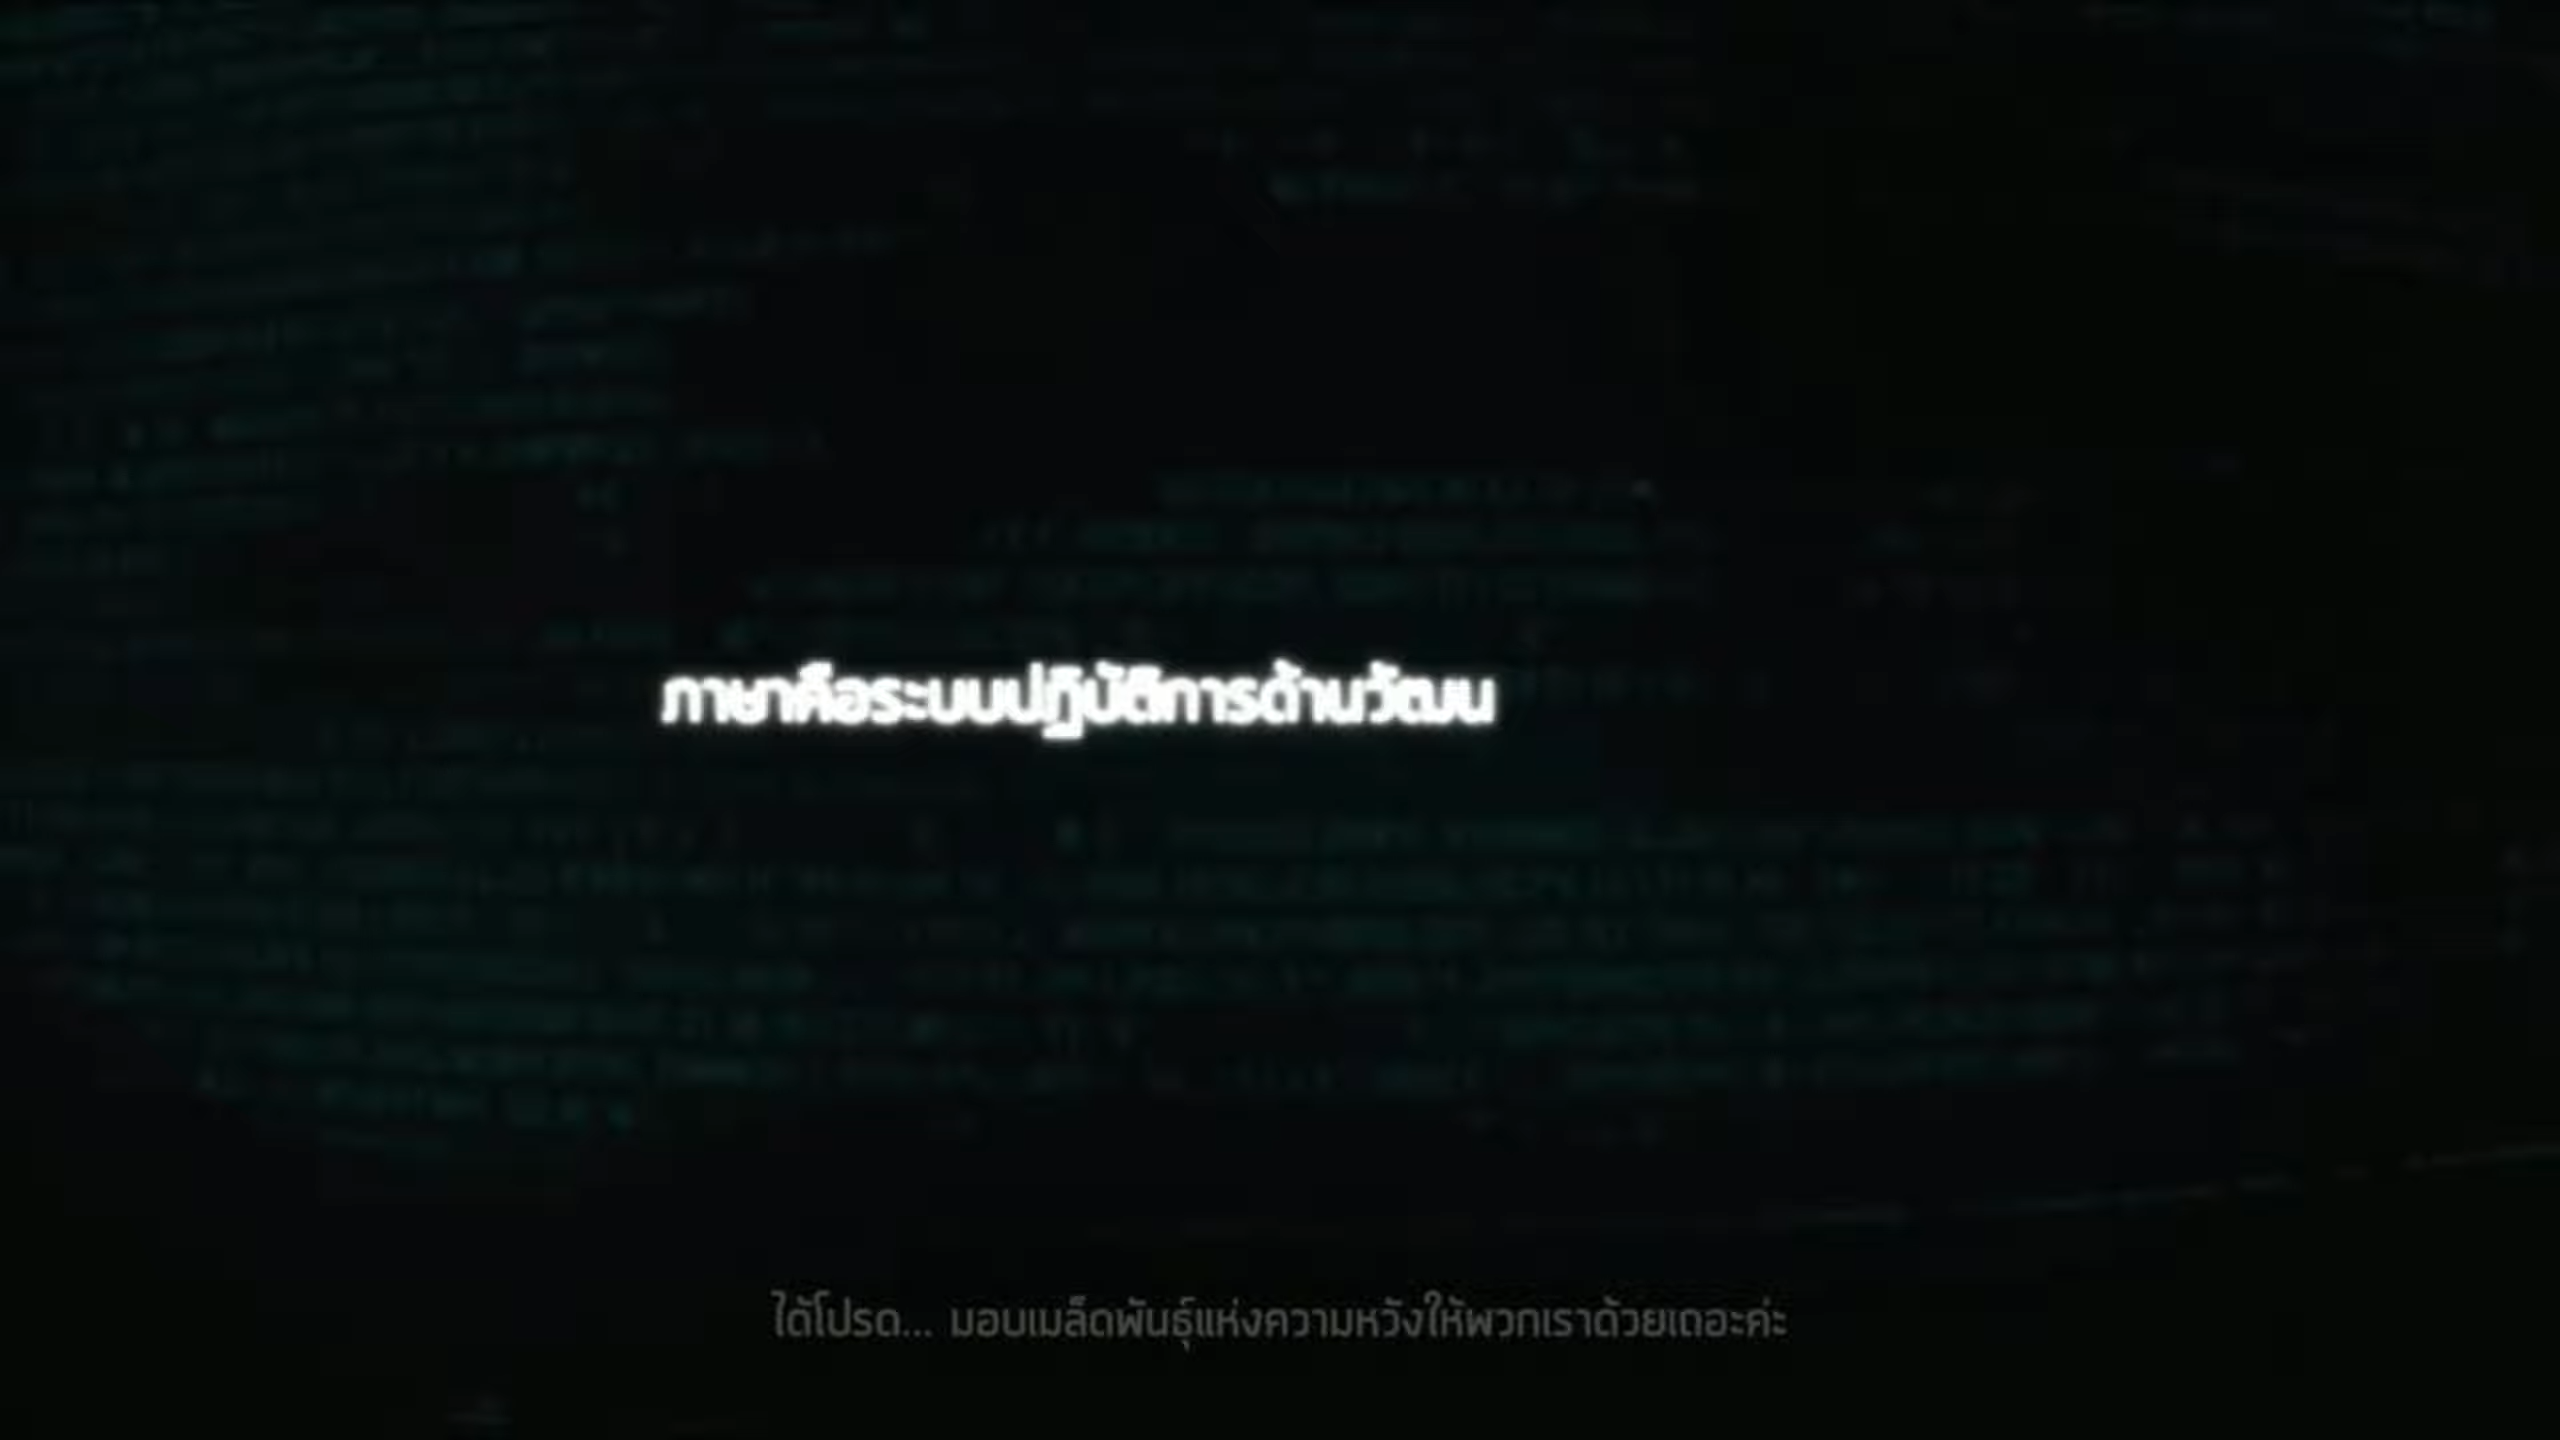 ภาษาคือระบบปฏิบัติการด้านวัฒน
ได้โปรด... มอบเมล็ดพันธุ์แห่งความหวังให้พวกเราด้วยเถอะค่ะ